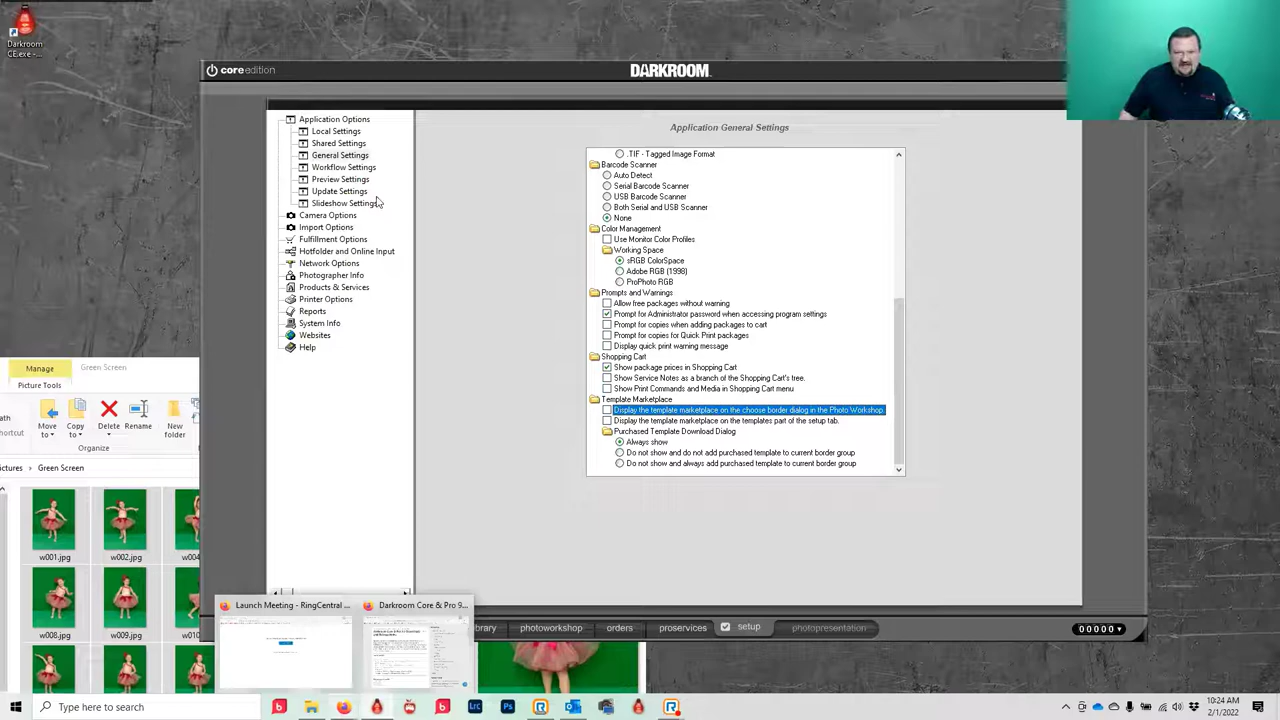 Darkroom
CE.exe -...
core edition
DARKROOM
Application Options
Local Settings
Shared Settings
General Settings
Workflow Settings
Preview Settings
Update Settings
Slideshow Settings
Camera Options
Import Options
Fulfillment Options
Hotfolder and Online Input
Network Options
Photographer Info
Products & Services
Printer Options
Reports
System Info
Websites
Help
Application General Settings
.TIF - Tagged Image Format
Barcode Scanner
Auto Detect
Serial Barcode Scanner
USB Barcode Scanner
Both Serial and USB Scanner
None
Color Management
Use Monitor Color Profiles
Working Space
sRGB ColorSpace
Adobe RGB (1998)
ProPhoto RGB
Prompts and Warnings
Allow free packages without warning
Prompt for Administrator password when accessing program settings
Prompt for copies when adding packages to cart
Prompt for copies for Quick Print packages
Display quick print warning message
Shopping Cart
Show package prices in Shopping Cart
Show Service Notes as a branch of the Shopping Cart's tree.
Show Print Commands and Media in Shopping Cart menu
Template Marketplace
Display the template marketplace on the choose border dialog in the Photo Workshop.
Display the template marketplace on the templates part of the setup tab.
Purchased Template Download Dialog
Always show
Do not show and do not add purchased template to current border group
Do not show and always add purchased template to current border group
Manage
Green Screen
Picture Tools
ath
ortcut
Move
to
Copy
to
Delete
Rename
New
folder
Organize
ictures > Green Screen
w001.jpg
w002.jpg
w004
w008.jpg
w009.jpg
w010
Launch Meeting - RingCentral ...
Darkroom Core & Pro 9...
brary
photoworkshop
orders
proservices
setup
photopresentation
Type here to search
Lrc
Ps
10:24 AM
2/1/2022